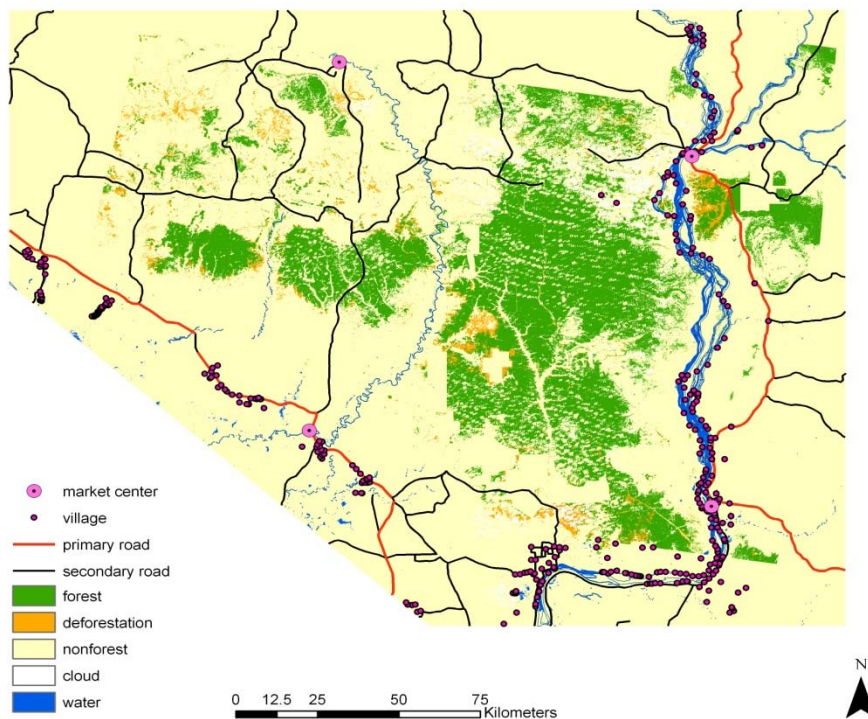 market center
village
primary road
secondary road
forest
deforestation
nonforest
cloud
water
0 12.5 25 50 75
Kilometers
N